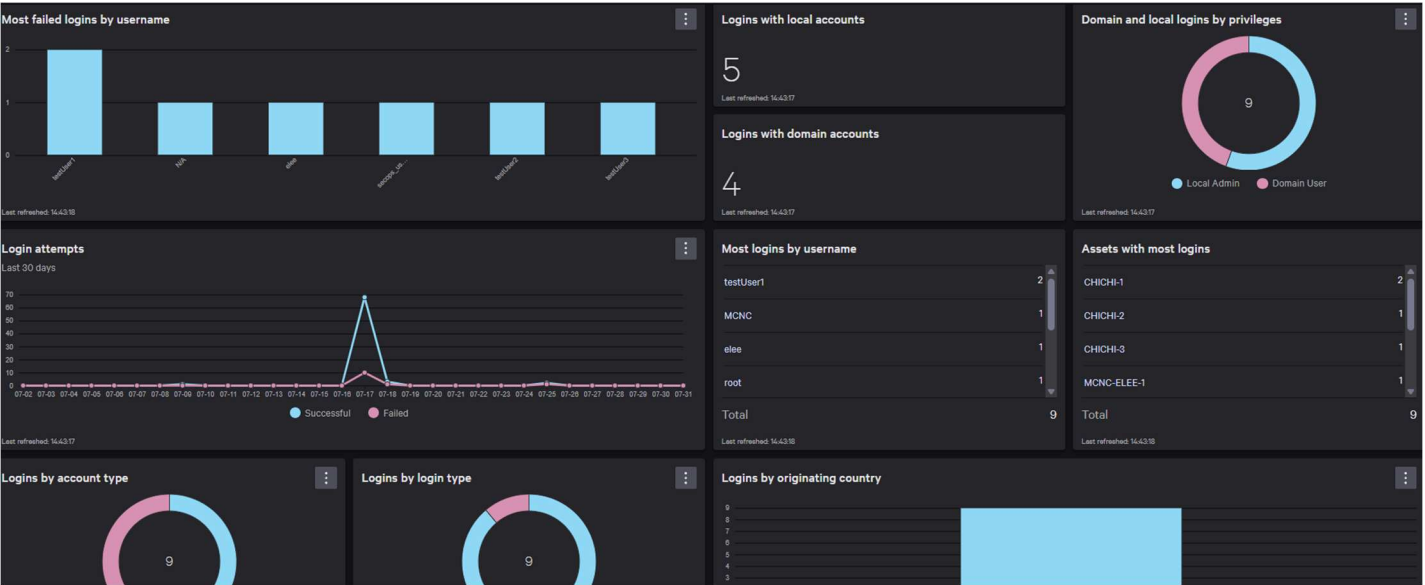 Most failed logins by username
2
1
0
testUser1
N/A
elee
secops_us...
testUser2
testUser3
Last refreshed: 14:43:18
Logins with local accounts
5
Last refreshed: 14:43:17
Logins with domain accounts
4
Last refreshed: 14:43:17
Domain and local logins by privileges
9
Local Admin Domain User
Last refreshed: 14:43:17
Login attempts
Last 30 days
70
60
50
40
30
20
10
0
07-02 07-03 07-04 07-05 07-06 07-07 07-08 07-09 07-10 07-11 07-12 07-13 07-14 07-15 07-16 07-17 07-18 07-19 07-20 07-21 07-22 07-23 07-24 07-25 07-26 07-27 07-28 07-29 07-30 07-31
Successful Failed
Last refreshed: 14:43:17
Most logins by username
testUser1 2
MCNC 1
elee 1
root 1
Total 9
Last refreshed: 14:43:18
Assets with most logins
CHICHI-1 2
CHICHI-2 1
CHICHI-3 1
MCNC-ELEE-1 1
Total 9
Last refreshed: 14:43:18
Logins by account type
9
Logins by login type
9
Logins by originating country
9
8
7
6
5
4
3